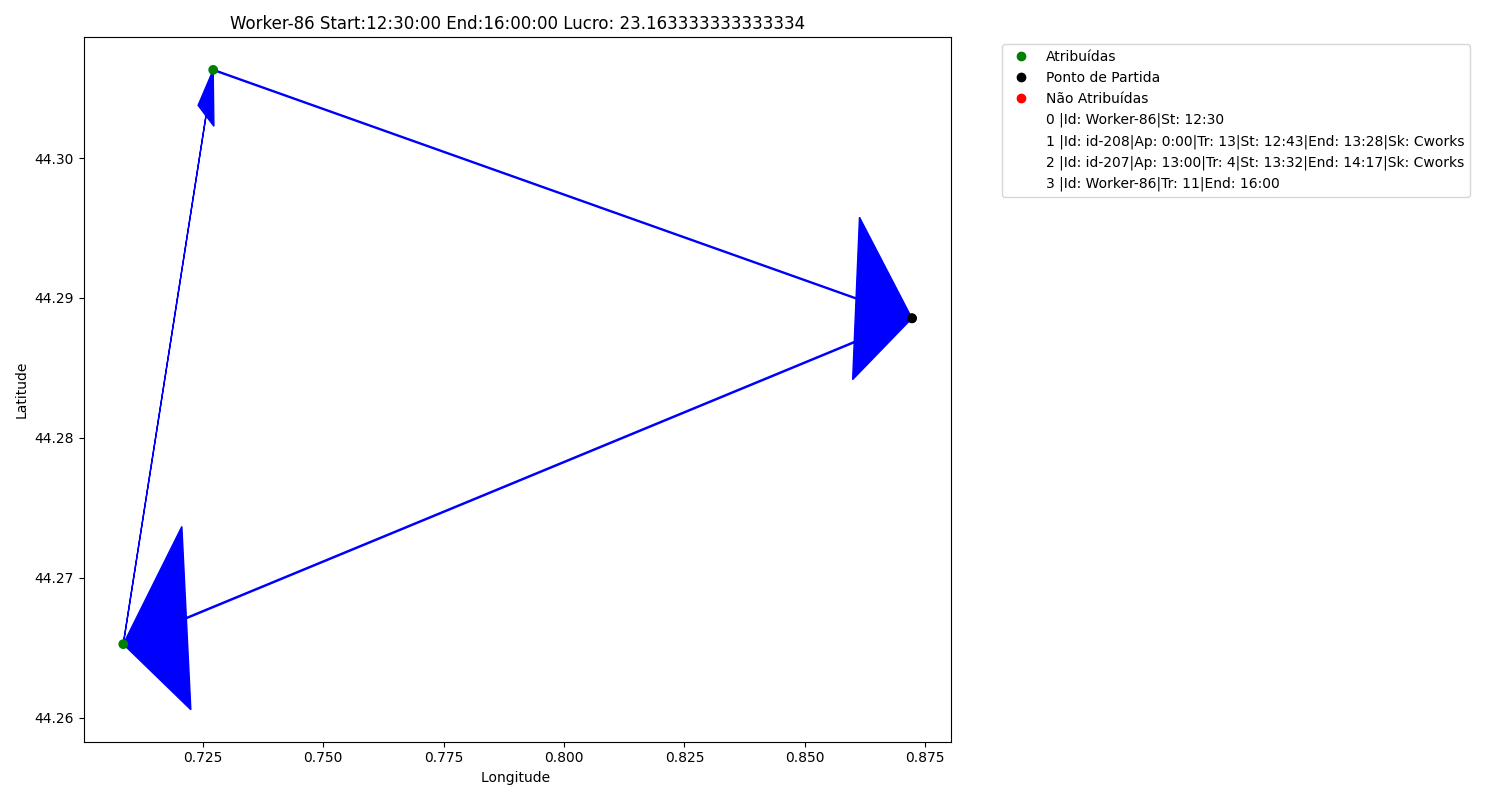 Worker-86 Start:12:30:00 End:16:00:00 Lucro: 23.163333333333334
Atribuídas
Ponto de Partida
Não Atribuídas
0 |Id: Worker-86|St: 12:30
1 |Id: id-208|Ap: 0:00|Tr: 13|St: 12:43|End: 13:28|Sk: Cworks
2 |Id: id-207|Ap: 13:00|Tr: 4|St: 13:32|End: 14:17|Sk: Cworks
3 |Id: Worker-86|Tr: 11|End: 16:00
Latitude
44.30
44.29
44.28
44.27
44.26
0.725 0.750 0.775 0.800 0.825 0.850 0.875
Longitude